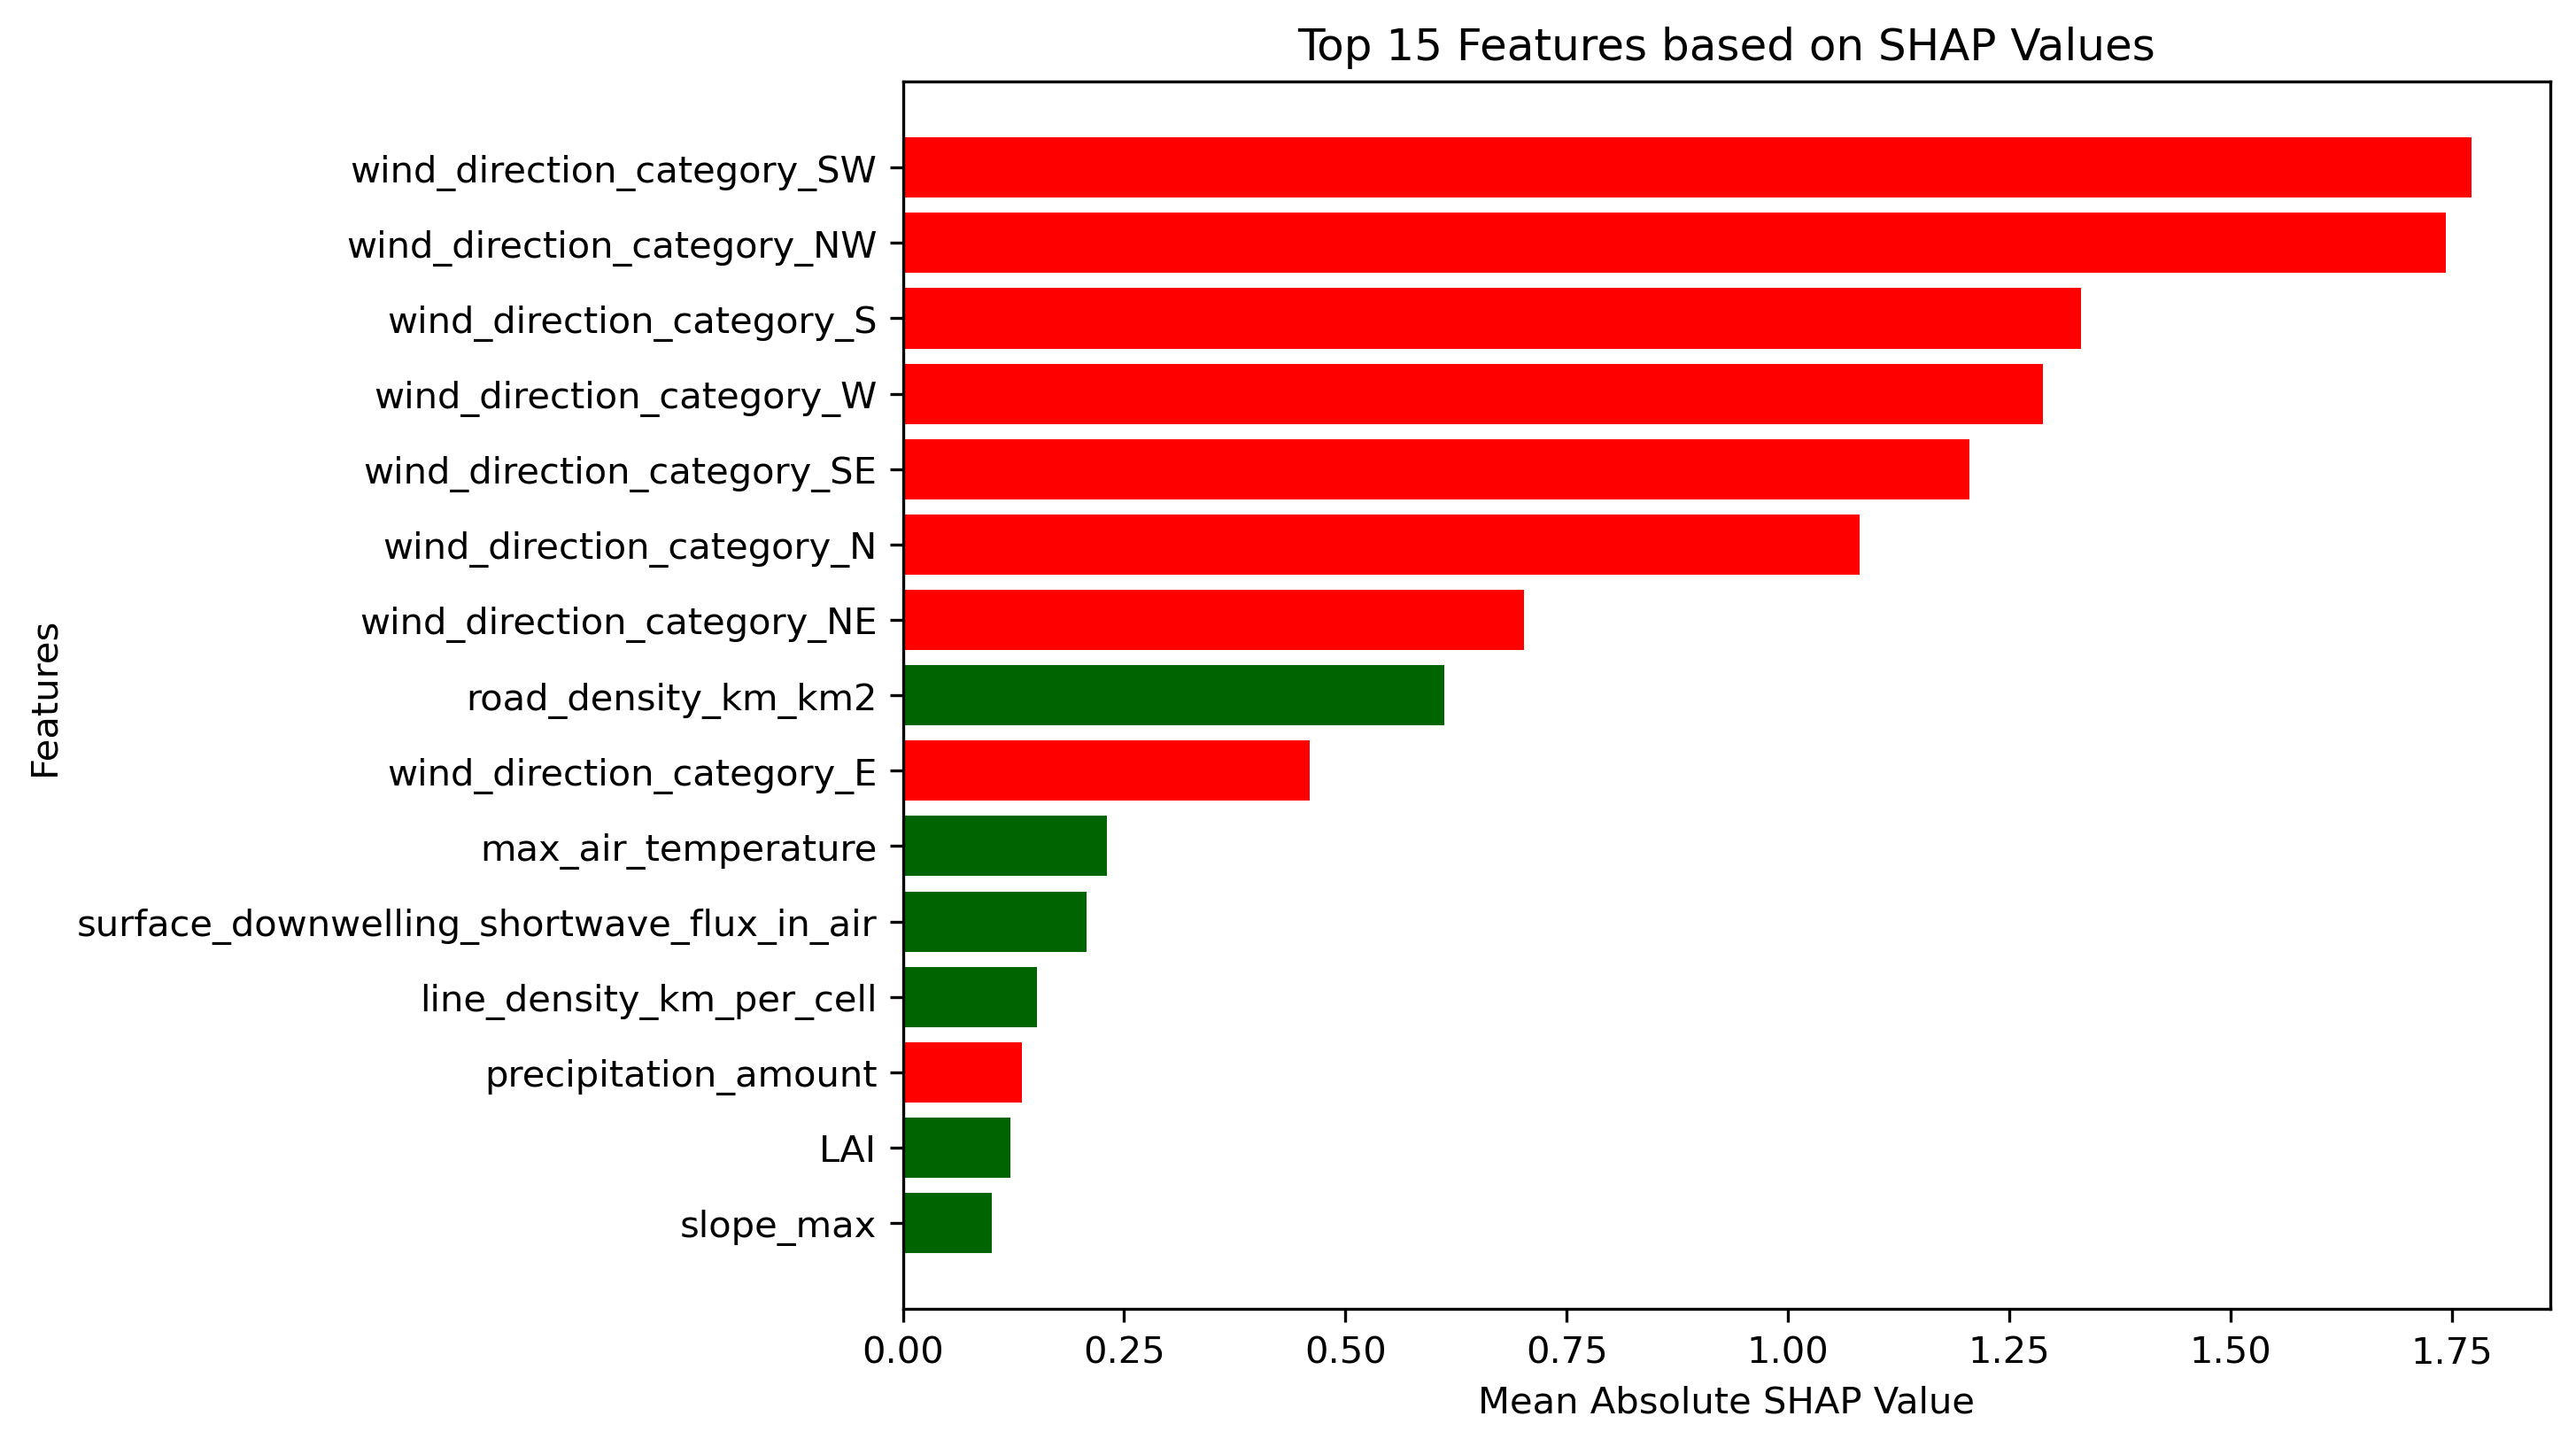 Top 15 Features based on SHAP Values
Features
wind_direction_category_SW
wind_direction_category_NW
wind_direction_category_S
wind_direction_category_W
wind_direction_category_SE
wind_direction_category_N
wind_direction_category_NE
road_density_km_km2
wind_direction_category_E
max_air_temperature
surface_downwelling_shortwave_flux_in_air
line_density_km_per_cell
precipitation_amount
LAI
slope_max
0.00 0.25 0.50 0.75 1.00 1.25 1.50 1.75
Mean Absolute SHAP Value